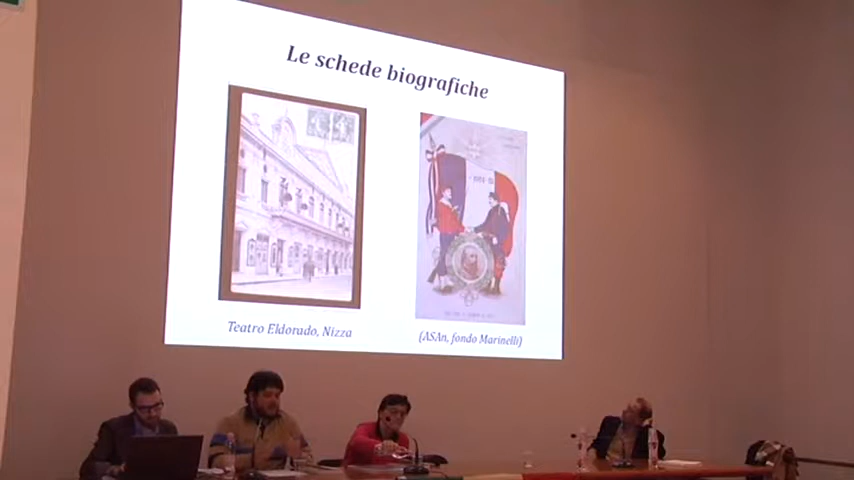 Le schede biografiche
Teatro Eldorado, Nizza
(ASAn, fondo Marinelli)